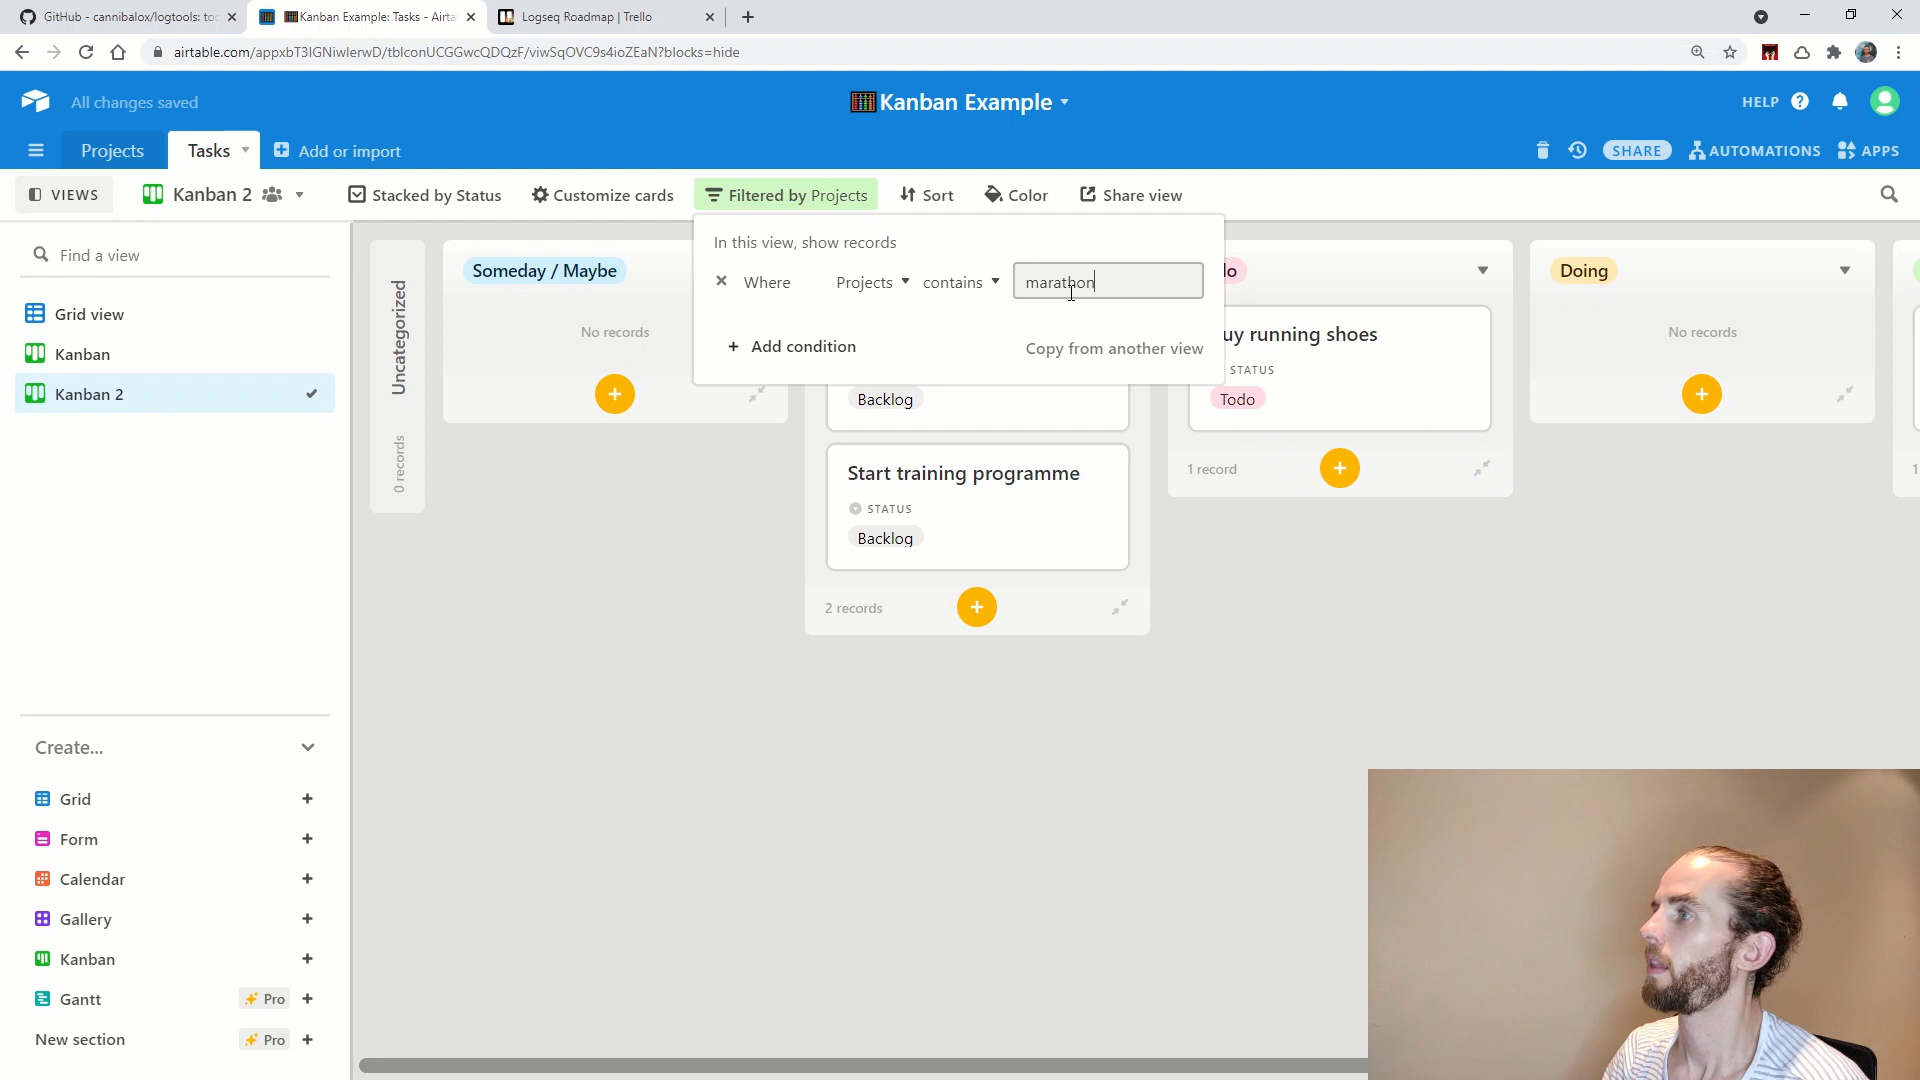 GitHub - cannibalox/logtools: to
Kanban Example: Tasks - Airta
Logseq Roadmap | Trello
airtable.com/appxbT3IGNiwlerwD/tblconUCGGwcQDQzF/viwSqOVC9s4ioZEaN?blocks=hide
All changes saved
Kanban Example
HELP
Projects
Tasks
Add or import
SHARE
AUTOMATIONS
APPS
VIEWS
Kanban 2
Stacked by Status
Customize cards
Filtered by Projects
Sort
Color
Share view
Find a view
Grid view
Kanban
Kanban 2
Create...
Grid
Form
Calendar
Gallery
Kanban
Gantt
Pro
New section
Pro
Uncategorized
0 records
Someday / Maybe
No records
In this view, show records
Where
Projects
contains
marathon
Add condition
Copy from another view
Backlog
Start training programme
STATUS
Backlog
2 records
do
uy running shoes
STATUS
Todo
1 record
Doing
No records
1